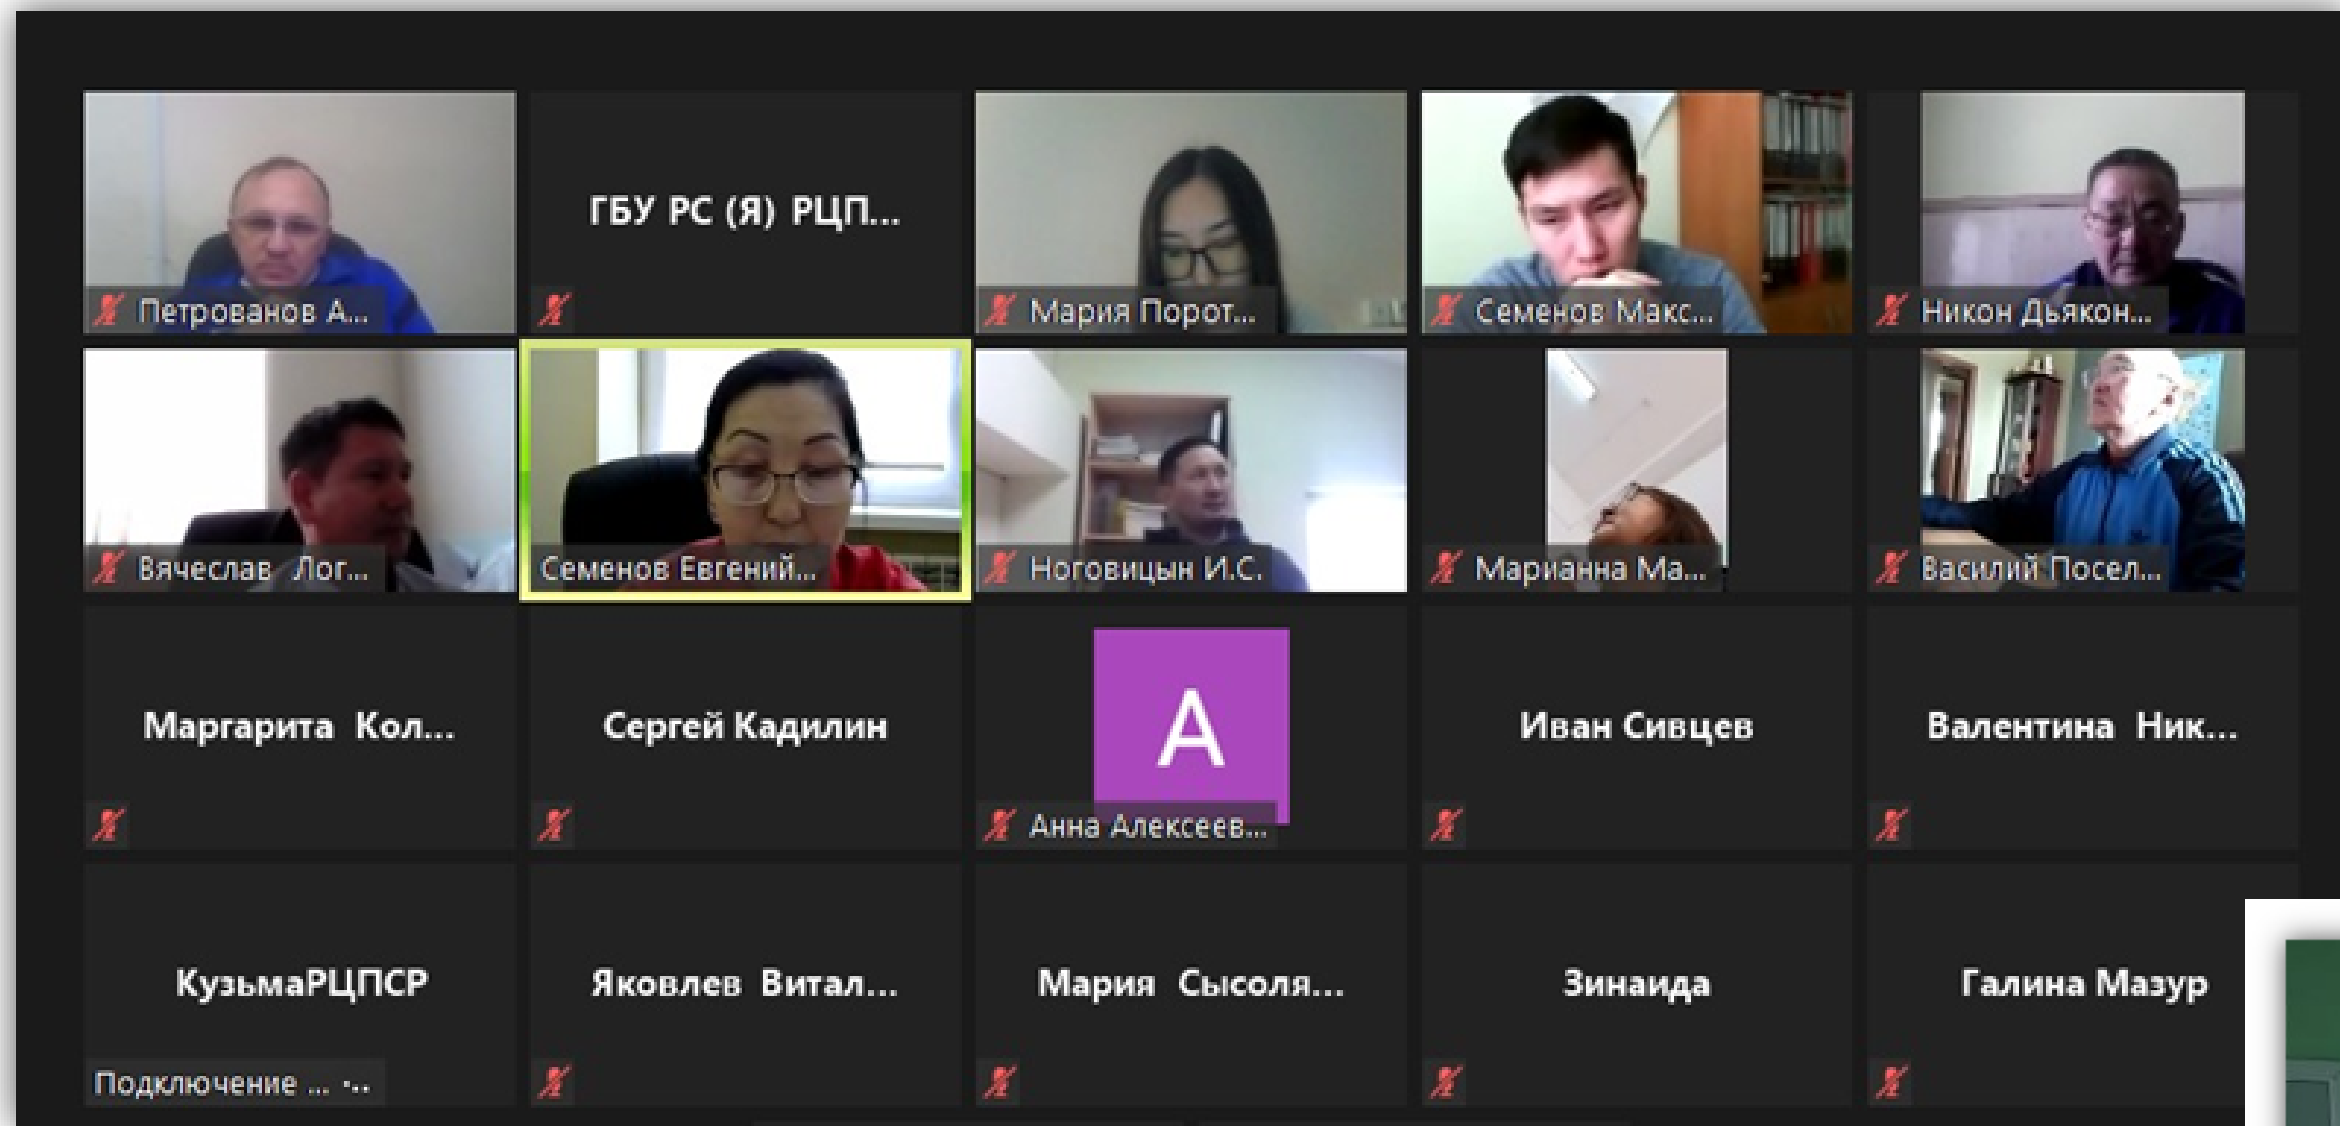 Петрованов А...
ГБУ РС (Я) РЦП...
Мария Порот...
Семенов Макс...
Никон Дьякон...
Вячеслав Лог...
Семенов Евгений...
Ноговицын И.С.
Марианна Ма...
Василий Посел...
Маргарита Кол...
Сергей Кадилин
А
Анна Алексеев...
Иван Сивцев
Валентина Ник...
КузьмаРЦПСР
Подключение ... ·..
Яковлев Витал...
Мария Сысоля...
Зинаида
Галина Мазур